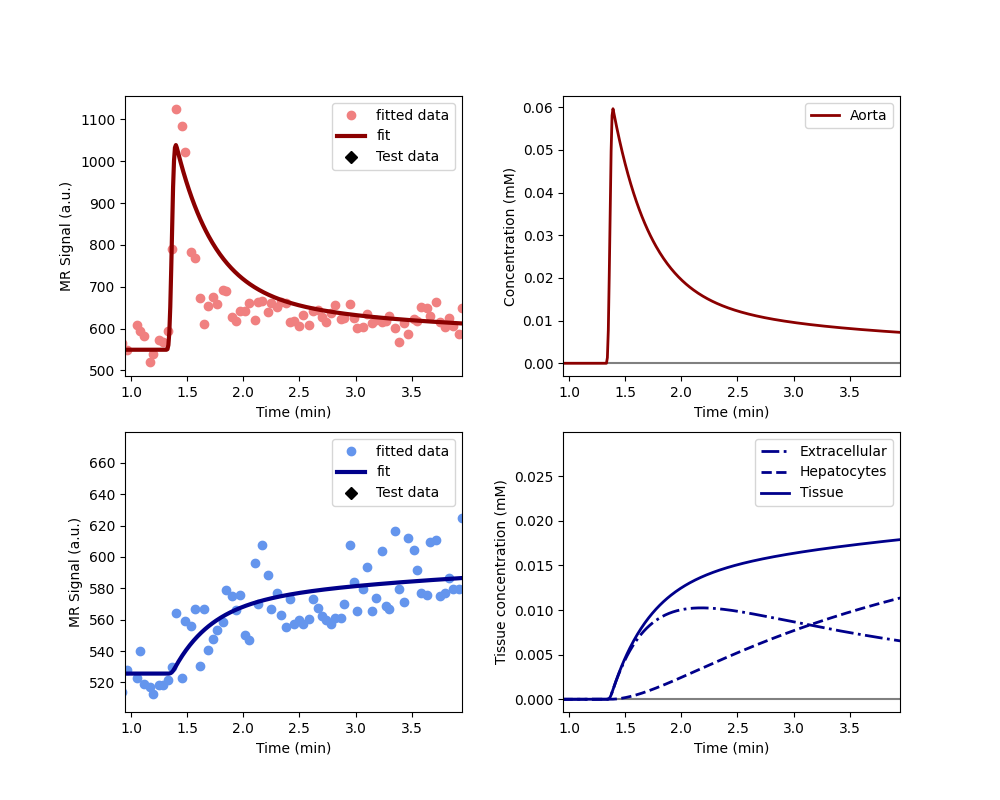 1100
1000
900
800
700
600
500
MR Signal (a.u.)
fitted data
fit
Test data
1.0 1.5 2.0 2.5 3.0 3.5
Time (min)
0.06
0.05
0.04
0.03
0.02
0.01
0.00
Concentration (mM)
Aorta
1.0 1.5 2.0 2.5 3.0 3.5
Time (min)
660
640
620
600
580
560
540
520
MR Signal (a.u.)
fitted data
fit
Test data
1.0 1.5 2.0 2.5 3.0 3.5
Time (min)
0.025
0.020
0.015
0.010
0.005
0.000
Tissue concentration (mM)
Extracellular
Hepatocytes
Tissue
1.0 1.5 2.0 2.5 3.0 3.5
Time (min)